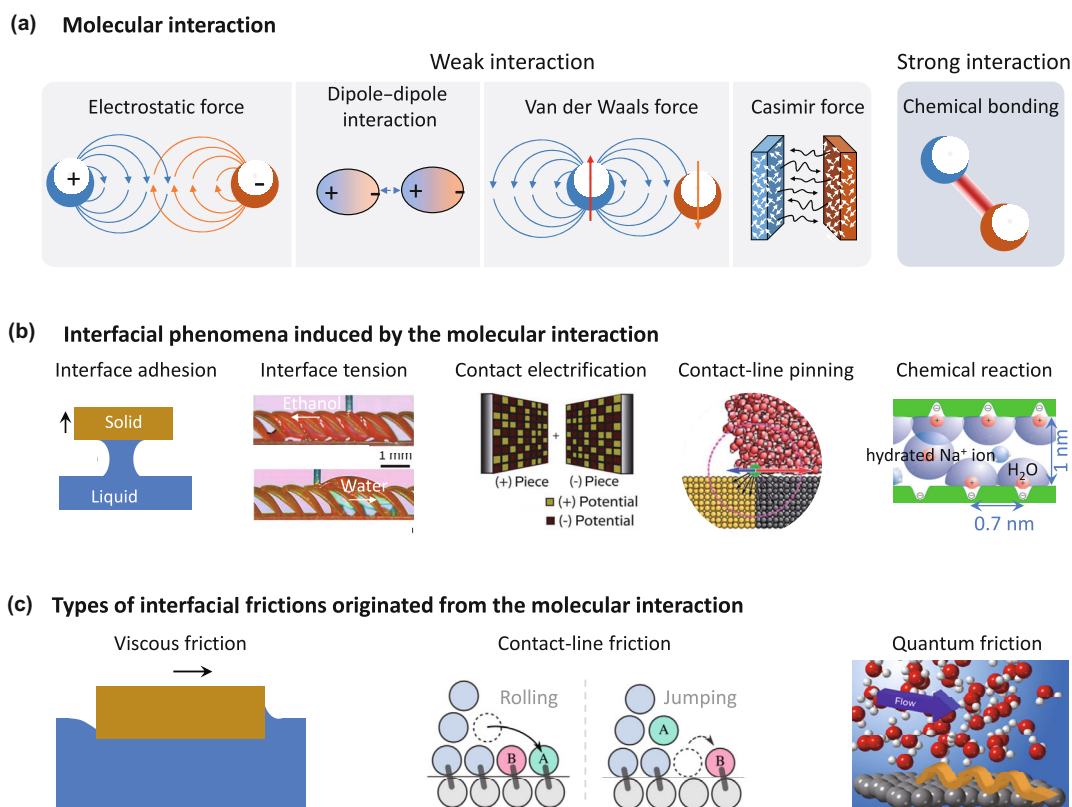 (a) Molecular interaction
Weak interaction
Strong interaction
Electrostatic force
Dipole–dipole
interaction
Van der Waals force
Casimir force
Chemical bonding
+
-
+
-
+
-
(b) Interfacial phenomena induced by the molecular interaction
Interface adhesion
Interface tension
Contact electrification
Contact-line pinning
Chemical reaction
Solid
Liquid
Ethanol
1 mm
Water
+
(+) Piece
(-) Piece
(+) Potential
(-) Potential
hydrated Na⁺ ion
H₂O
1 nm
0.7 nm
(c) Types of interfacial frictions originated from the molecular interaction
Viscous friction
Contact-line friction
Quantum friction
Rolling
Jumping
B
A
A
B
Flow